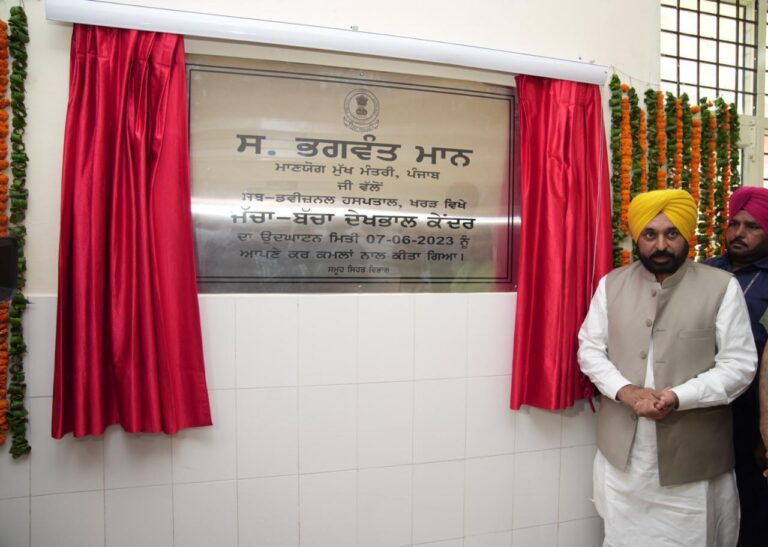 ਸ. ਭਗਵੰਤ ਮਾਨ
ਮਾਣਯੋਗ ਮੁੱਖ ਮੰਤਰੀ, ਪੰਜਾਬ
ਜੀ ਵੱਲੋਂ
ਸਬ-ਡਵੀਜ਼ਨਲ ਹਸਪਤਾਲ, ਖਰੜ ਵਿਖੇ
ਜੱਚਾ-ਬੱਚਾ ਦੇਖਭਾਲ ਕੇਂਦਰ
ਦਾ ਉਦਘਾਟਨ ਮਿਤੀ 07-06-2023 ਨੂੰ
ਆਪਣੇ ਕਰ ਕਮਲਾਂ ਨਾਲ ਕੀਤਾ ਗਿਆ।
ਸਮੂਹ ਸਿਹਤ ਵਿਭਾਗ